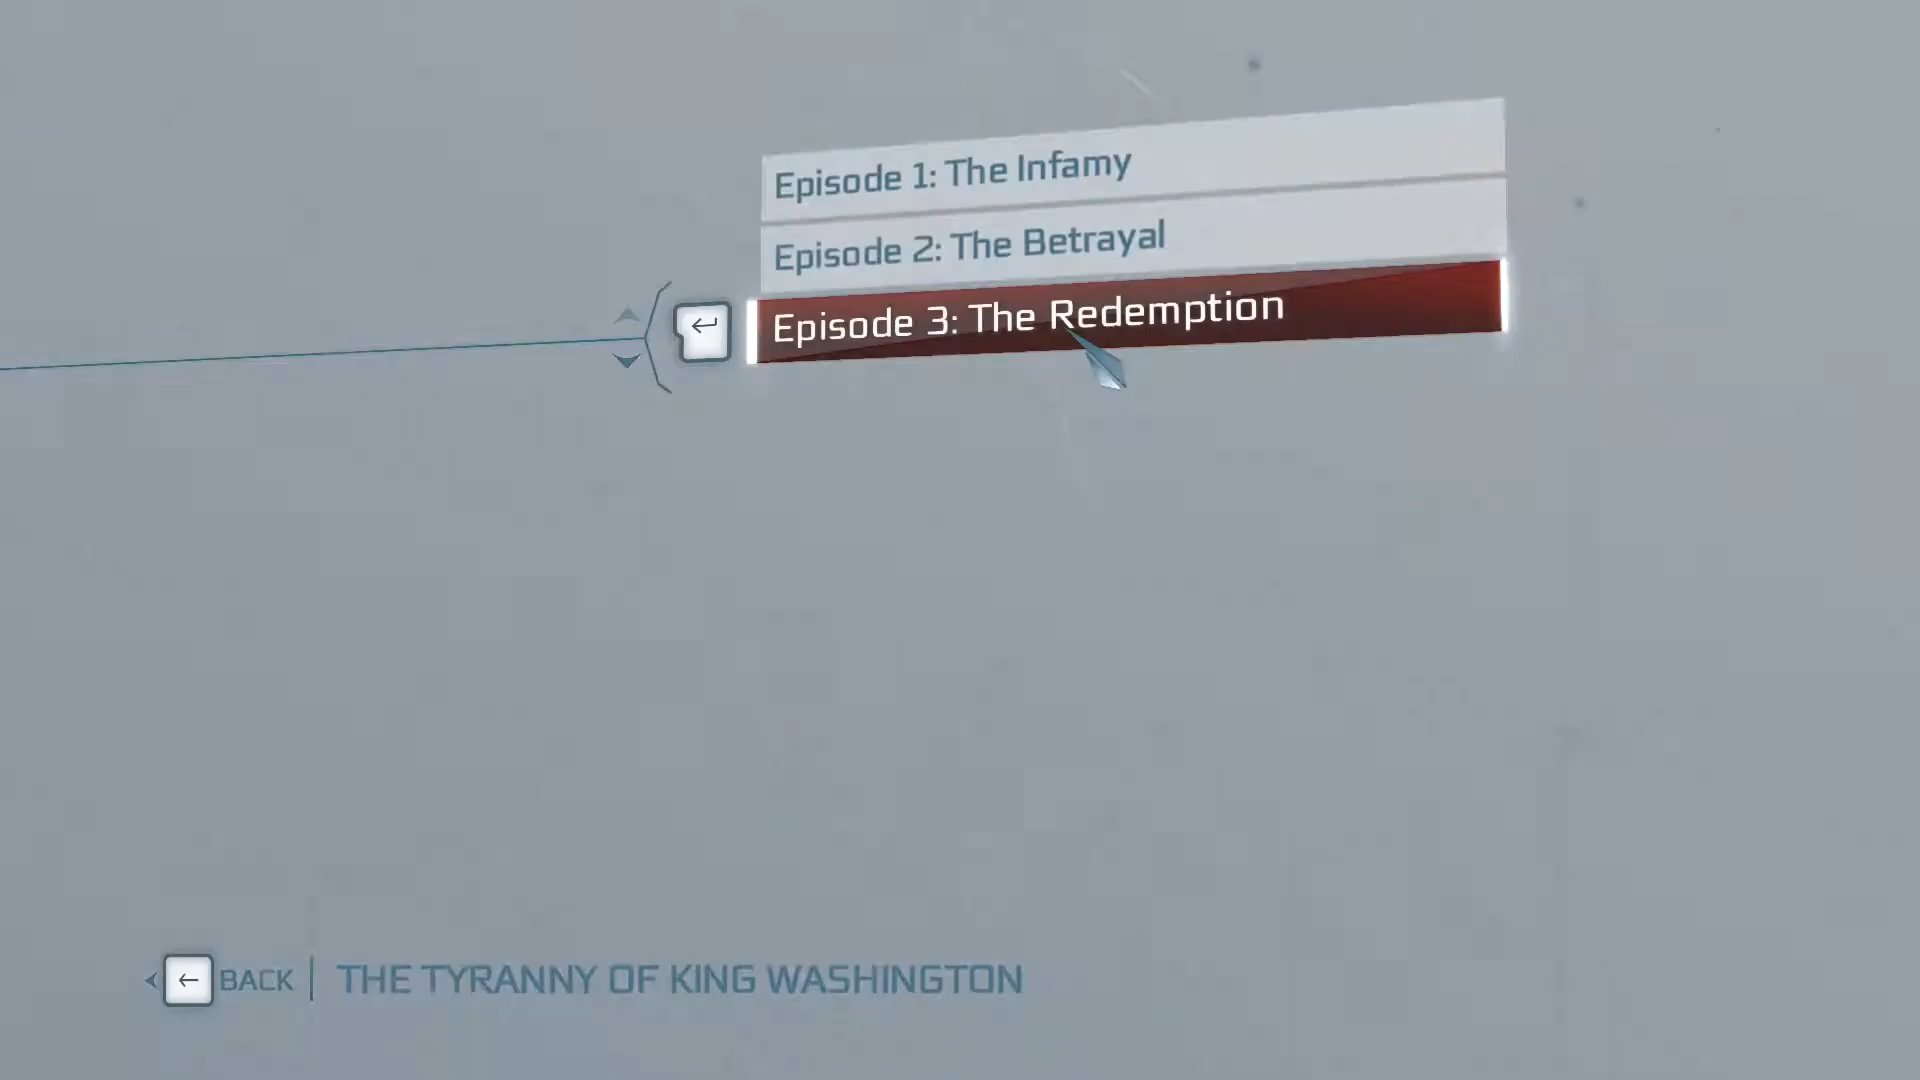 Episode 1: The Infamy
Episode 2: The Betrayal
Episode 3: The Redemption
BACK
THE TYRANNY OF KING WASHINGTON